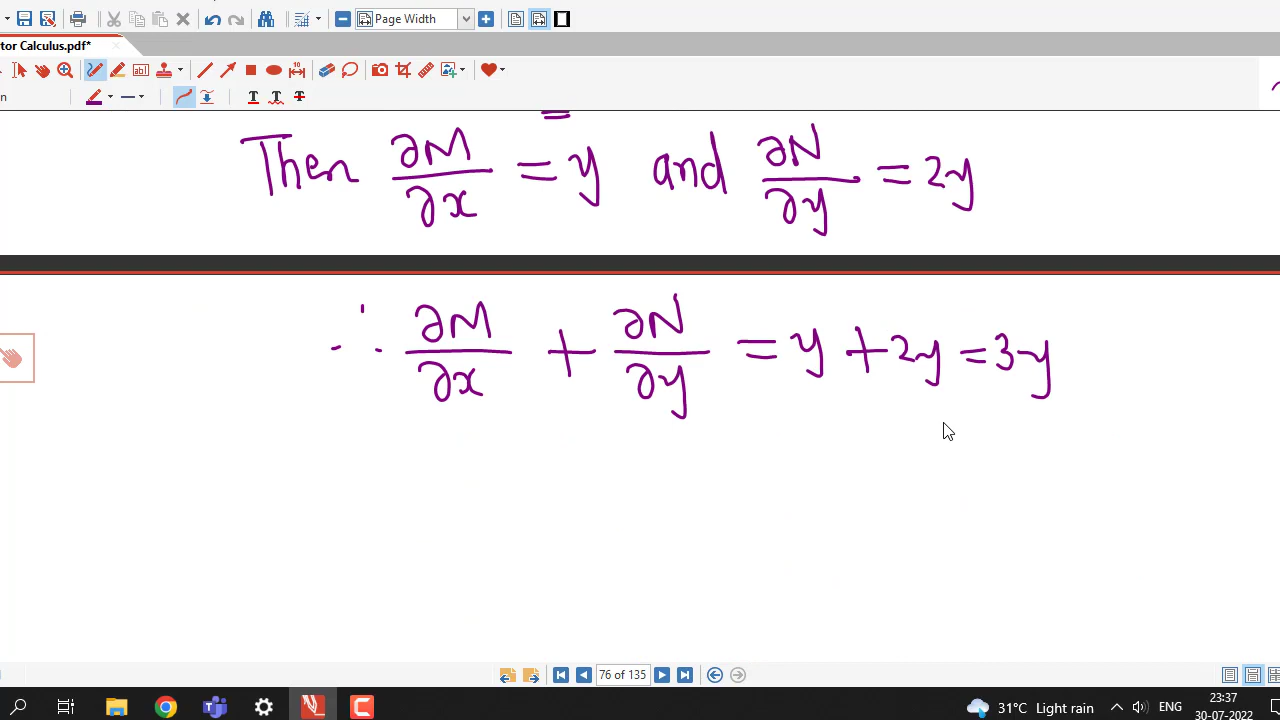 Page Width
tor Calculus.pdf*
Then ∂M/∂x = y and ∂N/∂y = 2y
∴ ∂M/∂x + ∂N/∂y = y + 2y = 3y
76 of 135
31°C Light rain
ENG
23:37
30-07-2022